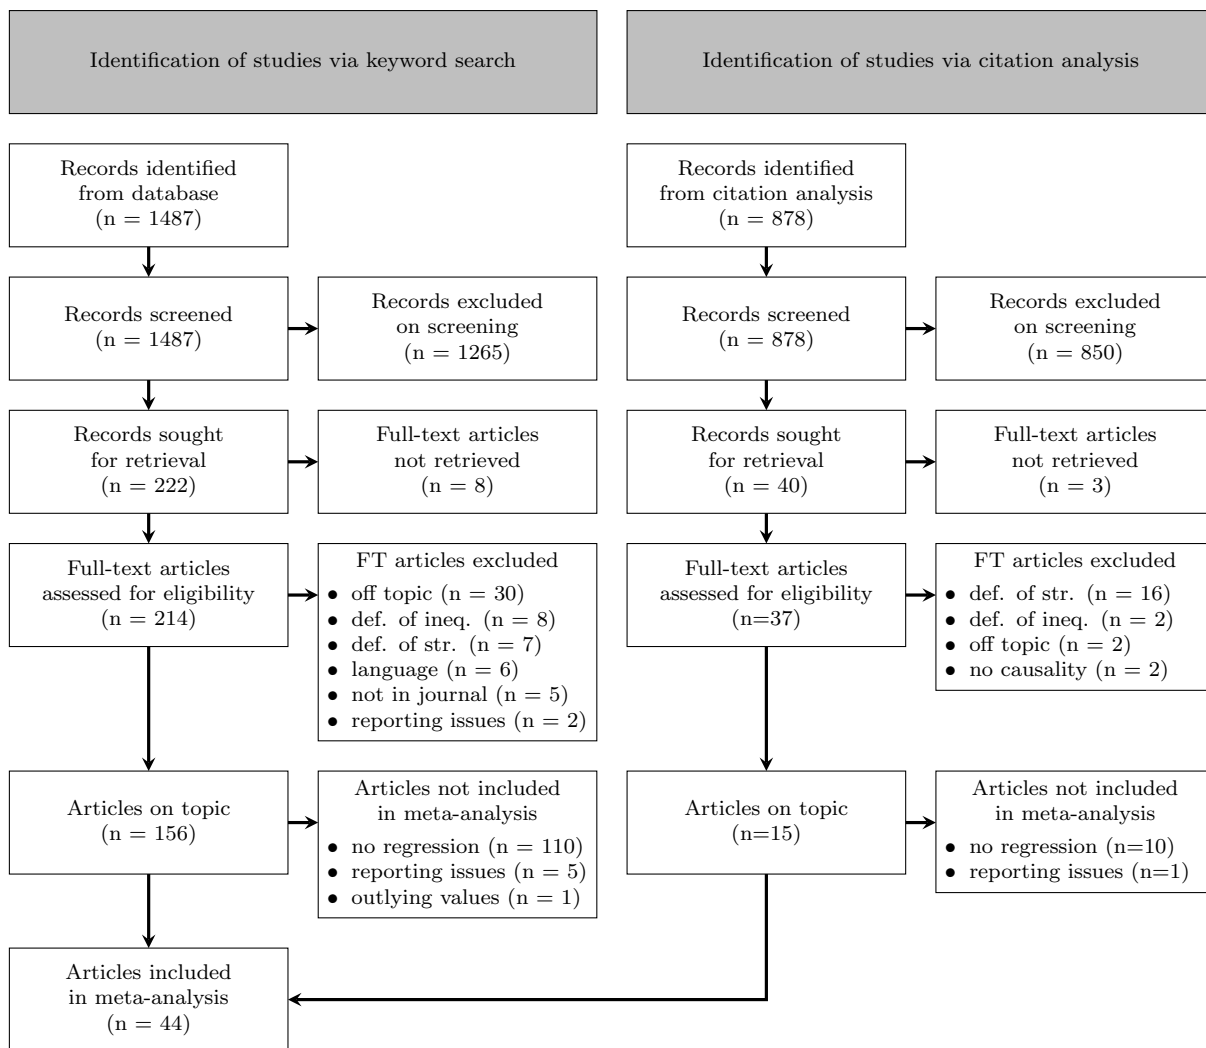 Identification of studies via keyword search
Identification of studies via citation analysis
Records identified
from database
(n = 1487)
Records identified
from citation analysis
(n = 878)
Records screened
(n = 1487)
Records excluded
on screening
(n = 1265)
Records screened
(n = 878)
Records excluded
on screening
(n = 850)
Records sought
for retrieval
(n = 222)
Full-text articles
not retrieved
(n = 8)
Records sought
for retrieval
(n = 40)
Full-text articles
not retrieved
(n = 3)
Full-text articles
assessed for eligibility
(n = 214)
FT articles excluded
• off topic (n = 30)
• def. of ineq. (n = 8)
• def. of str. (n = 7)
• language (n = 6)
• not in journal (n = 5)
• reporting issues (n = 2)
Full-text articles
assessed for eligibility
(n=37)
FT articles excluded
• def. of str. (n = 16)
• def. of ineq. (n = 2)
• off topic (n = 2)
• no causality (n = 2)
Articles on topic
(n = 156)
Articles not included
in meta-analysis
• no regression (n = 110)
• reporting issues (n = 5)
• outlying values (n = 1)
Articles on topic
(n=15)
Articles not included
in meta-analysis
• no regression (n=10)
• reporting issues (n=1)
Articles included
in meta-analysis
(n = 44)